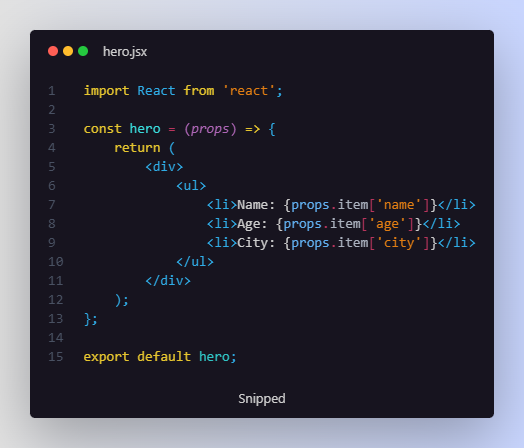 hero.jsx
1 import React from 'react';
2
3 const hero = (props) => {
4     return (
5         <div>
6             <ul>
7                 <li>Name: {props.item['name']}</li>
8                 <li>Age: {props.item['age']}</li>
9                 <li>City: {props.item['city']}</li>
10             </ul>
11         </div>
12     );
13 };
14
15 export default hero;
Snipped